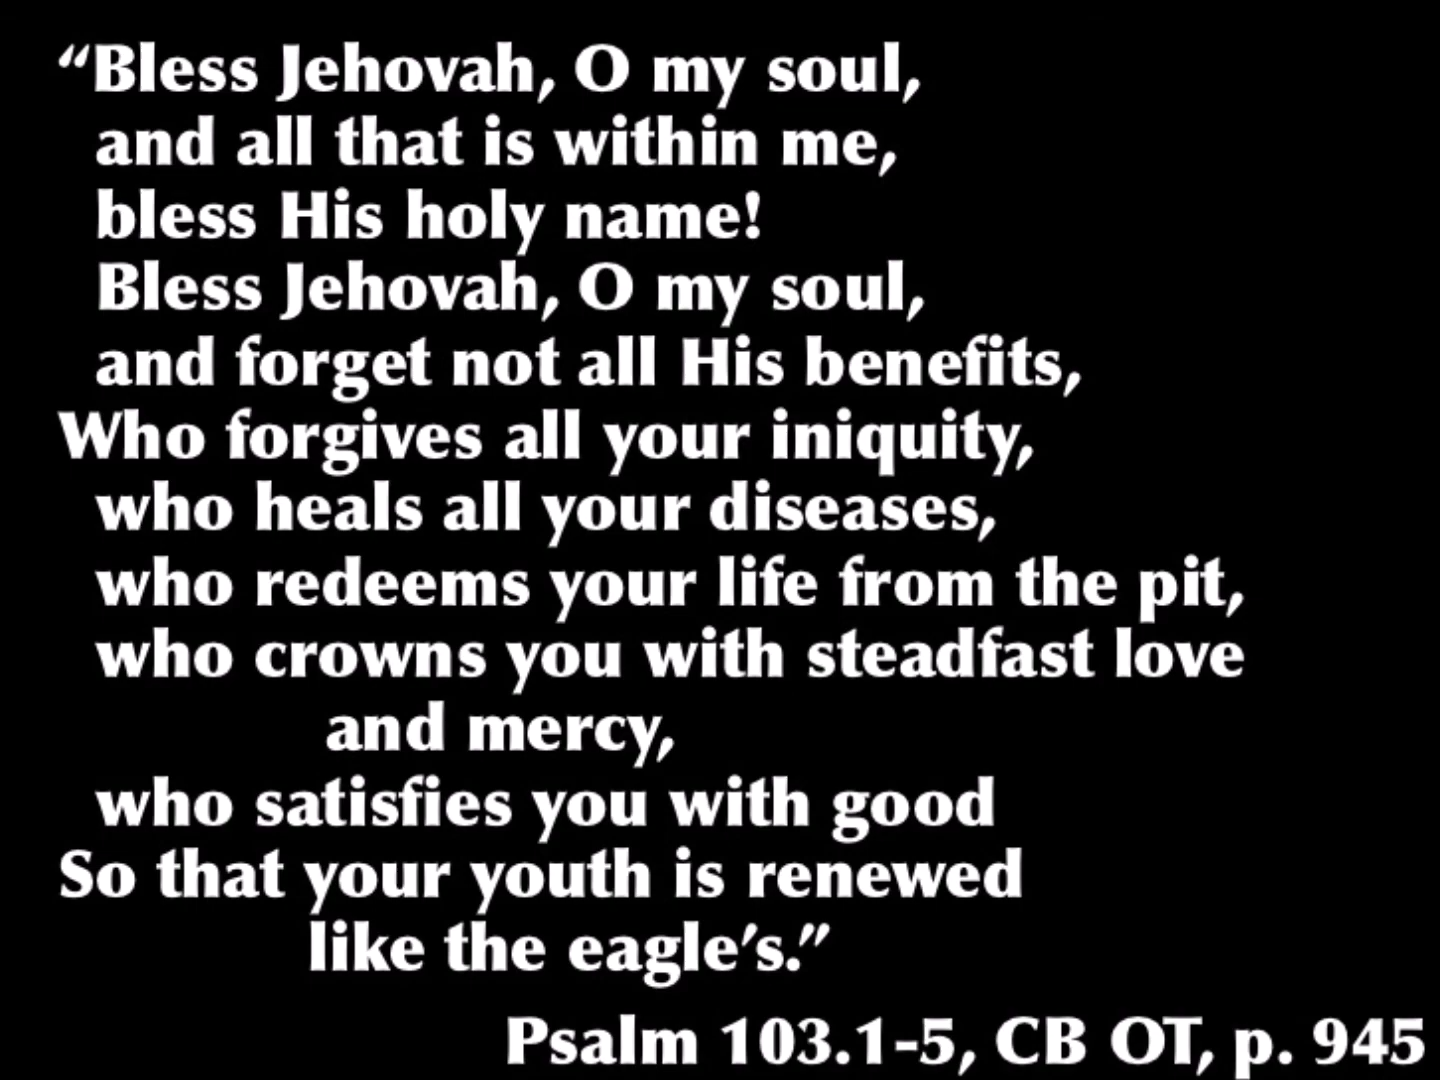 “Bless Jehovah, O my soul,
and all that is within me,
bless His holy name!
Bless Jehovah, O my soul,
and forget not all His benefits,
Who forgives all your iniquity,
who heals all your diseases,
who redeems your life from the pit,
who crowns you with steadfast love
and mercy,
who satisfies you with good
So that your youth is renewed
like the eagle’s.”
Psalm 103.1-5, CB OT, p. 945